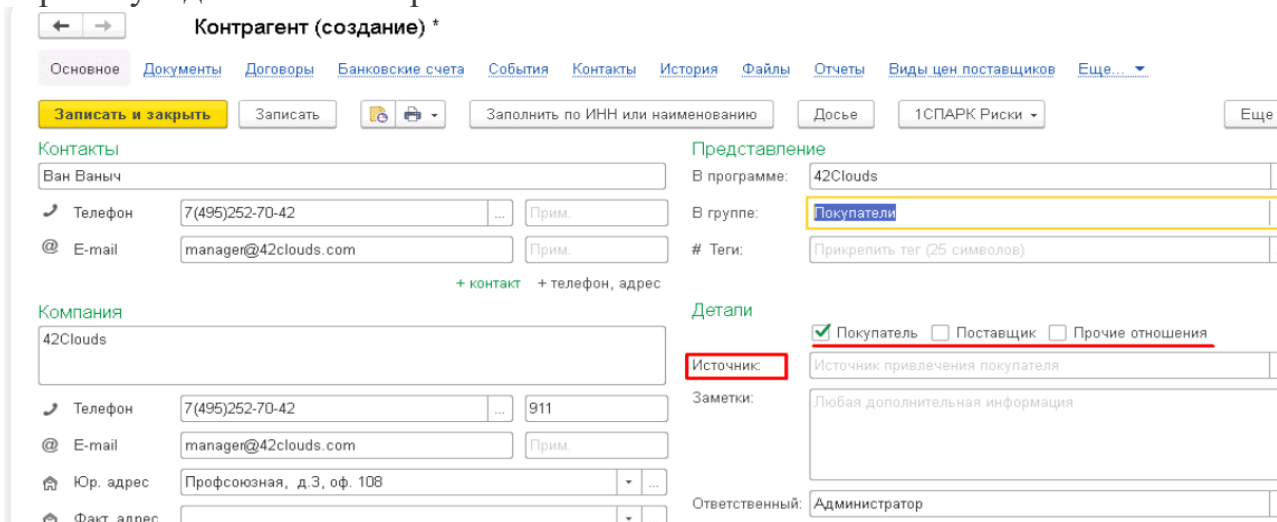 Контрагент (создание) *
Основное Документы Договоры Банковские счета События Контакты История Файлы Отчеты Виды цен поставщиков Еще...
Записать и закрыть Записать Заполнить по ИНН или наименованию Досье 1СПАРК Риски Еще
Контакты Представление
Ван Ваныч В программе: 42Clouds
Телефон 7(495)252-70-42 ... Прим. В группе: Покупатели
@ E-mail manager@42clouds.com Прим. # Теги: Прикрепить тег (25 символов)
+ контакт + телефон, адрес
Компания Детали
42Clouds Покупатель Поставщик Прочие отношения
Источник: Источник привлечения покупателя
Телефон 7(495)252-70-42 ... 911 Заметки: Любая дополнительная информация
@ E-mail manager@42clouds.com Прим.
Юр. адрес Профсоюзная, д.3, оф. 108 ...
Ответственный: Администратор
Факт. адрес